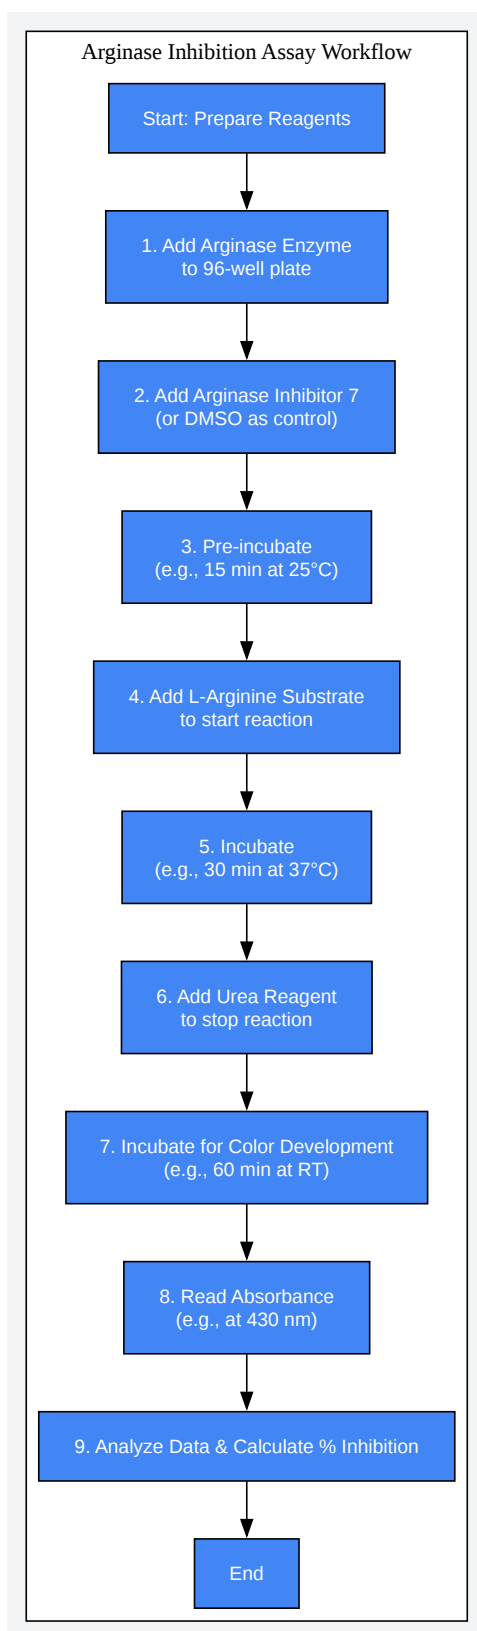 Arginase Inhibition Assay Workflow
Start: Prepare Reagents
1. Add Arginase Enzyme
to 96-well plate
2. Add Arginase Inhibitor 7
(or DMSO as control)
3. Pre-incubate
(e.g., 15 min at 25°C)
4. Add L-Arginine Substrate
to start reaction
5. Incubate
(e.g., 30 min at 37°C)
6. Add Urea Reagent
to stop reaction
7. Incubate for Color Development
(e.g., 60 min at RT)
8. Read Absorbance
(e.g., at 430 nm)
9. Analyze Data & Calculate % Inhibition
End